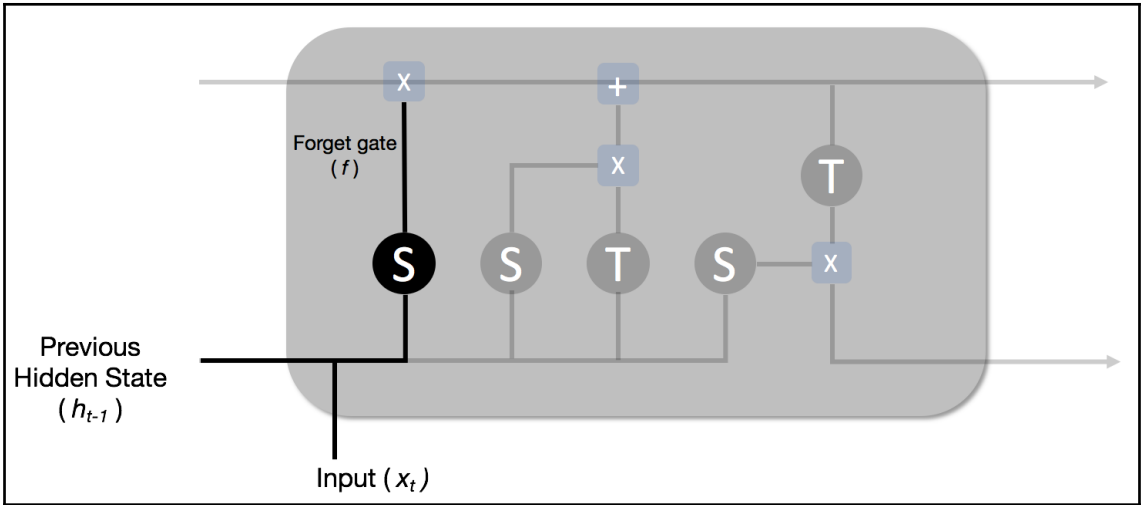 x
+
Forget gate
( f )
x
T
S
S
T
S
x
Previous
Hidden State
( ht-1 )
Input ( xt )